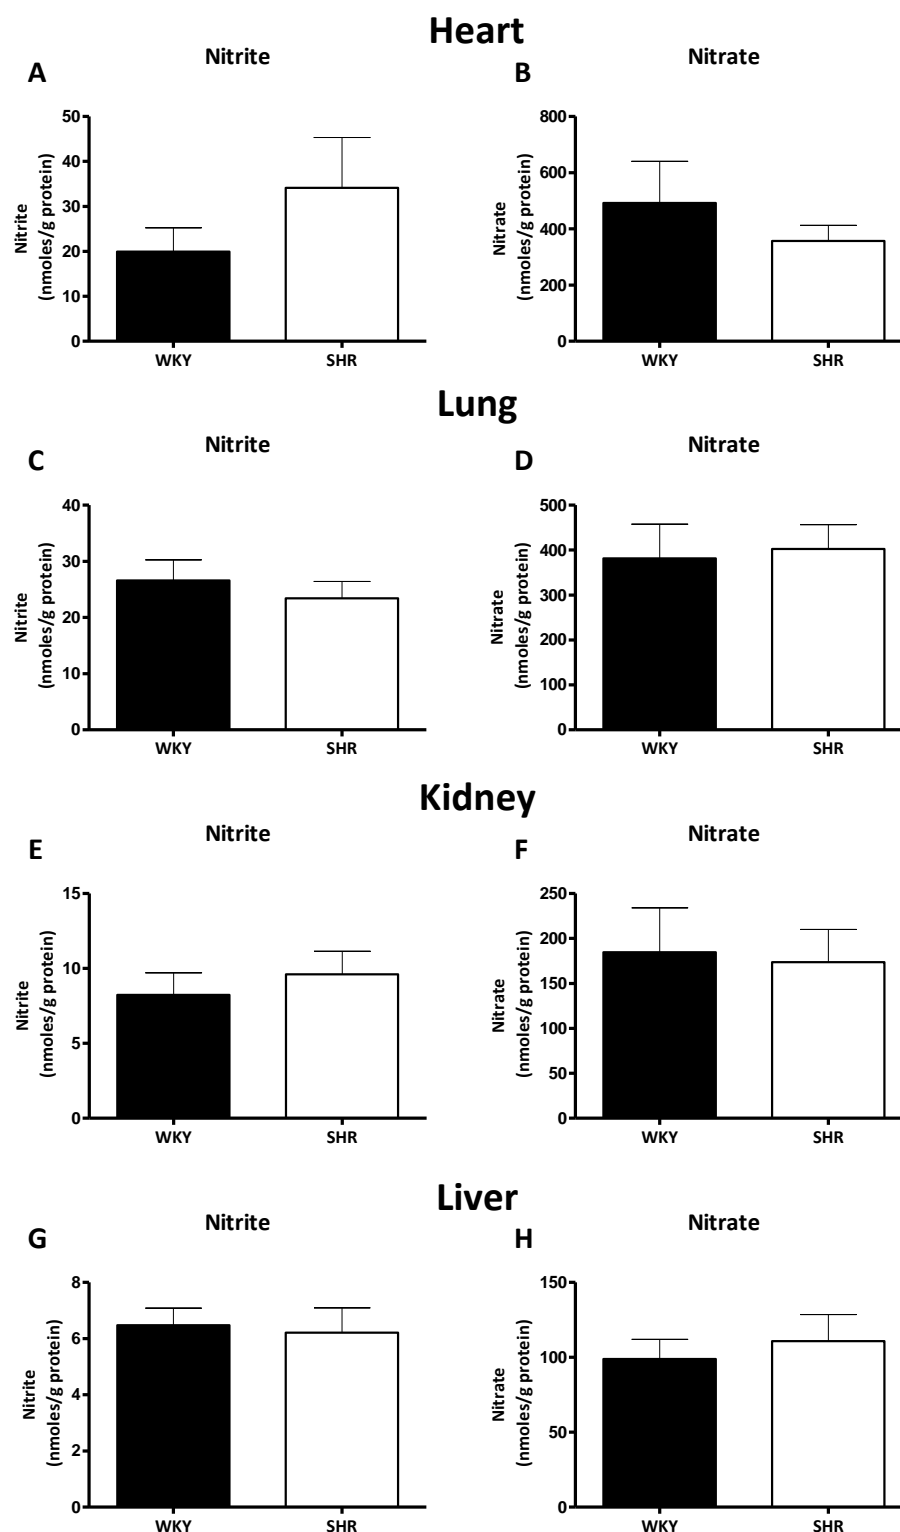 Heart
Nitrite
Nitrate
A
B
50
40
30
20
10
0
Nitrite
(nmoles/g protein)
WKY
SHR
800
600
400
200
0
Nitrate
(nmoles/g protein)
WKY
SHR
Lung
Nitrite
Nitrate
C
D
40
30
20
10
0
Nitrite
(nmoles/g protein)
WKY
SHR
500
400
300
200
100
0
Nitrate
(nmoles/g protein)
WKY
SHR
Kidney
Nitrite
Nitrate
E
F
15
10
5
0
Nitrite
(nmoles/g protein)
WKY
SHR
250
200
150
100
50
0
Nitrate
(nmoles/g protein)
WKY
SHR
Liver
Nitrite
Nitrate
G
H
8
6
4
2
0
Nitrite
(nmoles/g protein)
WKY
SHR
150
100
50
0
Nitrate
(nmoles/g protein)
WKY
SHR